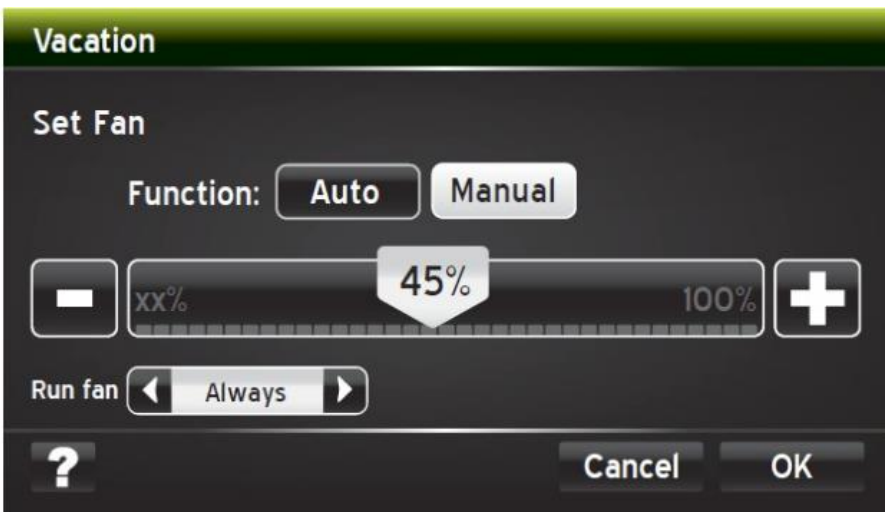 Vacation
Set Fan
Function: Auto Manual
xx% 45% 100%
Run fan Always
?
Cancel OK